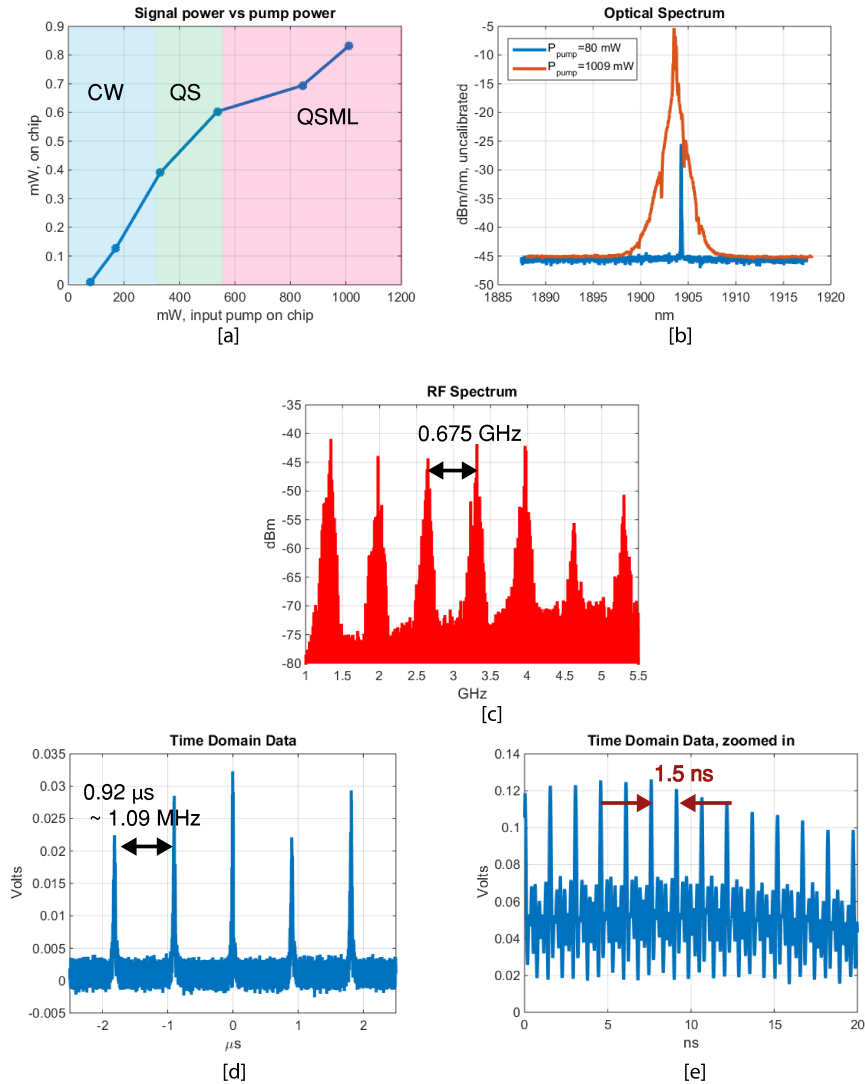 Signal power vs pump power
0.9
0.8
0.7
0.6
0.5
0.4
0.3
0.2
0.1
0
mW, on chip
CW
QS
QSML
0 200 400 600 800 1000 1200
mW, input pump on chip
[a]
Optical Spectrum
-5
-10
-15
-20
-25
-30
-35
-40
-45
-50
dBm/nm, uncalibrated
P_pump=80 mW
P_pump=1009 mW
1885 1890 1895 1900 1905 1910 1915 1920
nm
[b]
RF Spectrum
-35
-40
-45
-50
-55
-60
-65
-70
-75
-80
dBm
0.675 GHz
1 1.5 2 2.5 3 3.5 4 4.5 5 5.5
GHz
[c]
Time Domain Data
0.035
0.03
0.025
0.02
0.015
0.01
0.005
0
-0.005
Volts
0.92 μs
~ 1.09 MHz
-2 -1 0 1 2
μs
[d]
Time Domain Data, zoomed in
0.14
0.12
0.1
0.08
0.06
0.04
0.02
0
Volts
1.5 ns
0 5 10 15 20
ns
[e]